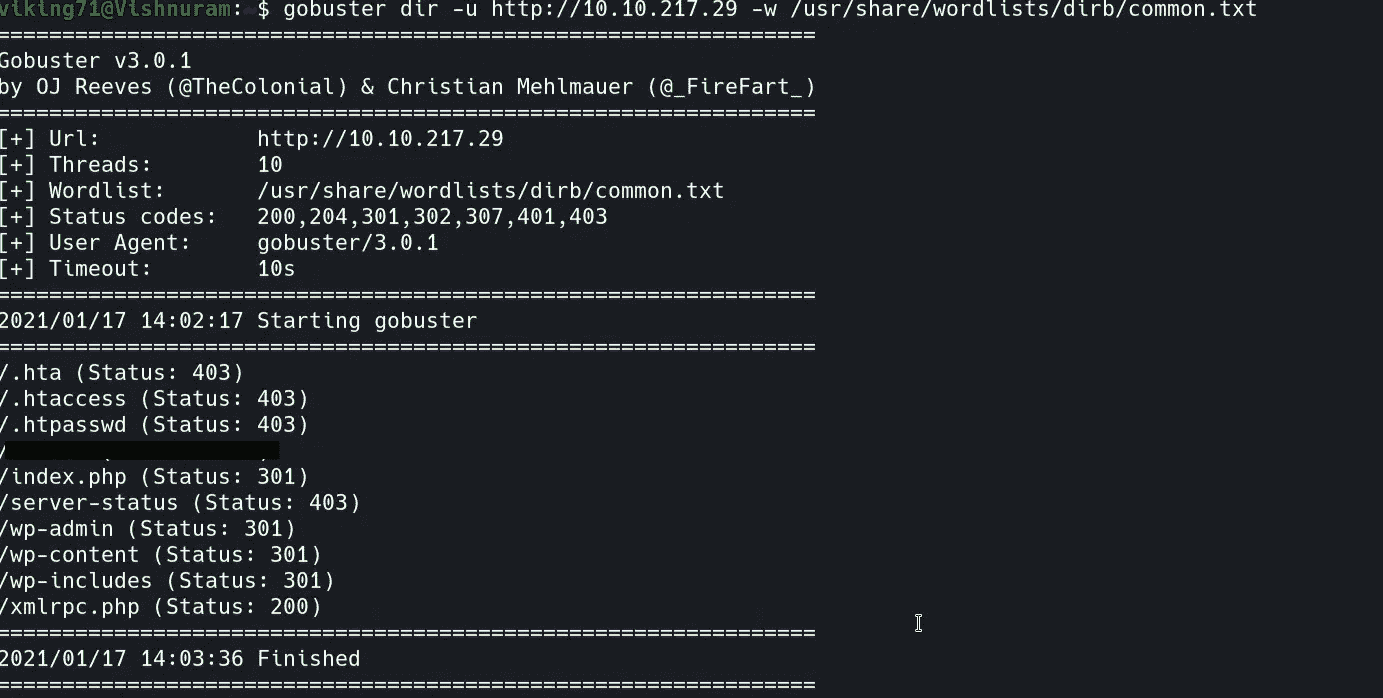 viking71@Vishnuram: $ gobuster dir -u http://10.10.217.29 -w /usr/share/wordlists/dirb/common.txt
===============================================================
Gobuster v3.0.1
by OJ Reeves (@TheColonial) & Christian Mehlmauer (@_FireFart_)
===============================================================
[+] Url:            http://10.10.217.29
[+] Threads:        10
[+] Wordlist:       /usr/share/wordlists/dirb/common.txt
[+] Status codes:   200,204,301,302,307,401,403
[+] User Agent:     gobuster/3.0.1
[+] Timeout:        10s
===============================================================
2021/01/17 14:02:17 Starting gobuster
===============================================================
/.hta (Status: 403)
/.htaccess (Status: 403)
/.htpasswd (Status: 403)
/
/index.php (Status: 301)
/server-status (Status: 403)
/wp-admin (Status: 301)
/wp-content (Status: 301)
/wp-includes (Status: 301)
/xmlrpc.php (Status: 200)
===============================================================
2021/01/17 14:03:36 Finished
===============================================================